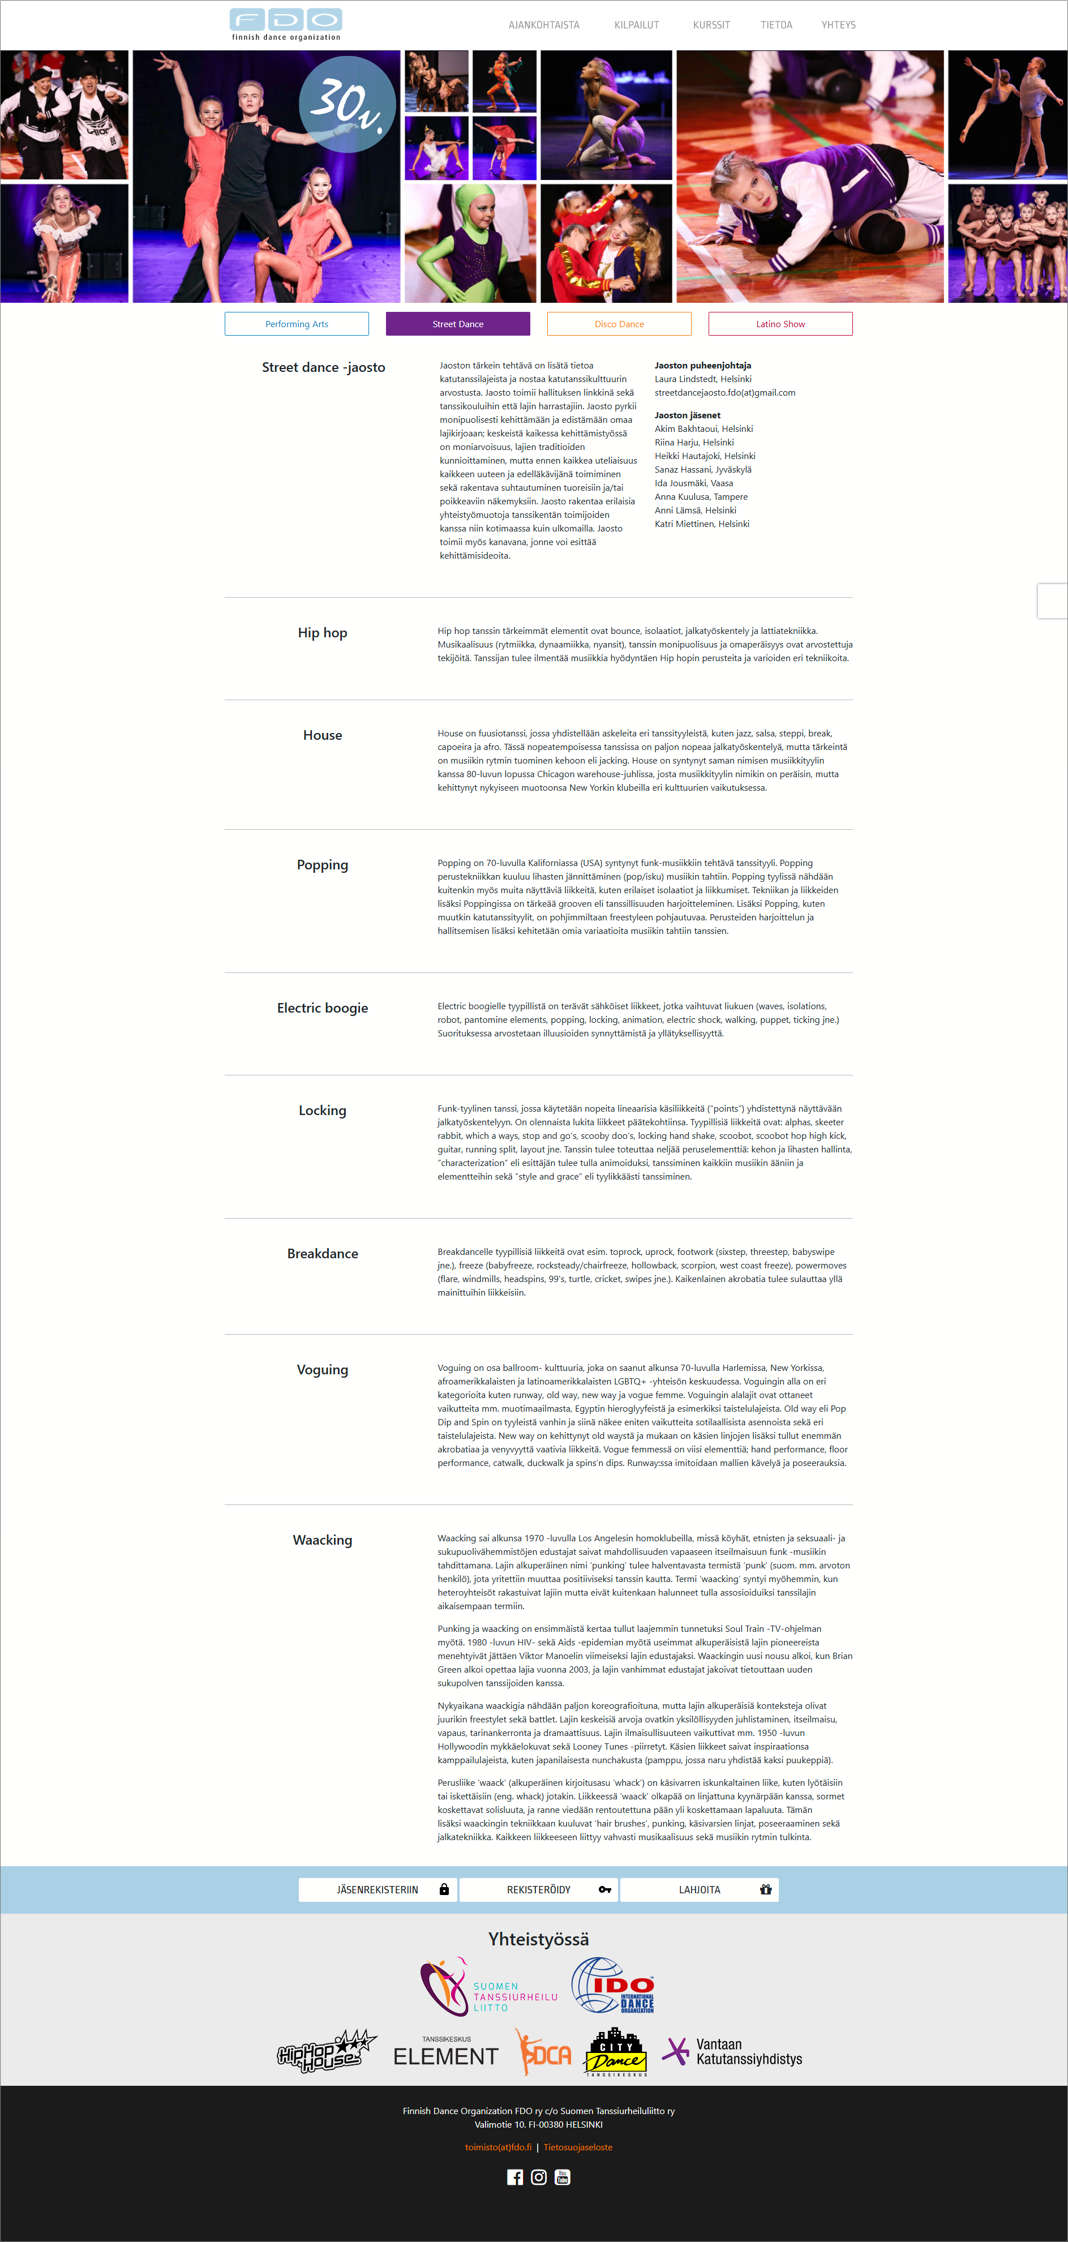 FDO
finnish dance organization
AJANKOHTAISTA KILPAILUT KURSSIT TIETOA YHTEYS
30v.
Performing Arts Street Dance Disco Dance Latino Show
Street dance -jaosto
Jaoston tärkein tehtävä on lisätä tietoa
katutanssilajeista ja nostaa katutanssikulttuurin
arvostusta. Jaosto toimii hallituksen linkkinä sekä
tanssikouluihin että lajin harrastajiin. Jaosto pyrkii
monipuolisesti kehittämään ja edistämään omaa
lajikirjoaan; keskeistä kaikessa kehittämistyössä
on moniarvoisuus, lajien traditioiden
kunnioittaminen, mutta ennen kaikkea uteliaisuus
kaikkeen uuteen ja edelläkävijänä toimiminen
sekä rakentava suhtautuminen tuoreisiin ja/tai
poikkeaviin näkemyksiin. Jaosto rakentaa erilaisia
yhteistyömuotoja tanssikentän toimijoiden
kanssa niin kotimaassa kuin ulkomailla. Jaosto
toimii myös kanavana, jonne voi esittää
kehittämisideoita.
Jaoston puheenjohtaja
Laura Lindstedt, Helsinki
streetdancejaosto.fdo(at)gmail.com
Jaoston jäsenet
Akim Bakhtaoui, Helsinki
Riina Harju, Helsinki
Heikki Hautajoki, Helsinki
Sanaz Hassani, Jyväskylä
Ida Jousmäki, Vaasa
Anna Kuulusa, Tampere
Anni Lämsä, Helsinki
Katri Miettinen, Helsinki
Hip hop
Hip hop tanssin tärkeimmät elementit ovat bounce, isolaatiot, jalkatyöskentely ja lattiatekniikka.
Musikaalisuus (rytmiikka, dynaamiikka, nyansit), tanssin monipuolisuus ja omaperäisyys ovat arvostettuja
tekijöitä. Tanssijan tulee ilmentää musiikkia hyödyntäen Hip hopin perusteita ja varioiden eri tekniikoita.
House
House on fuusiotanssi, jossa yhdistellään askeleita eri tanssityyleistä, kuten jazz, salsa, steppi, break,
capoeira ja afro. Tässä nopeatempoisessa tanssissa on paljon nopeaa jalkatyöskentelyä, mutta tärkeintä
on musiikin rytmin tuominen kehoon eli jacking. House on syntynyt saman nimisen musiikkityylin
kanssa 80-luvun lopussa Chicagon warehouse-juhlissa, josta musiikkityylin nimikin on peräisin, mutta
kehittynyt nykyiseen muotoonsa New Yorkin klubeilla eri kulttuurien vaikutuksessa.
Popping
Popping on 70-luvulla Kaliforniassa (USA) syntynyt funk-musiikkiin tehtävä tanssityyli. Popping
perustekniikkan kuuluu lihasten jännittäminen (pop/isku) musiikin tahtiin. Popping tyylissä nähdään
kuitenkin myös muita näyttäviä liikkeitä, kuten erilaiset isolaatiot ja liikkumiset. Tekniikan ja liikkeiden
lisäksi Poppingissa on tärkeää grooven eli tanssillisuuden harjoitteleminen. Lisäksi Popping, kuten
muutkin katutanssityylit, on pohjimmiltaan freestyleen pohjautuvaa. Perusteiden harjoittelun ja
hallitsemisen lisäksi kehitetään omia variaatioita musiikin tahtiin tanssien.
Electric boogie
Electric boogielle tyypillistä on terävät sähköiset liikkeet, jotka vaihtuvat liukuen (waves, isolations,
robot, pantomine elements, popping, locking, animation, electric shock, walking, puppet, ticking jne.)
Suorituksessa arvostetaan illuusioiden synnyttämistä ja yllätyksellisyyttä.
Locking
Funk-tyylinen tanssi, jossa käytetään nopeita lineaarisia käsiliikkeitä ("points") yhdistettynä näyttävään
jalkatyöskentelyyn. On olennaista lukita liikkeet päätekohtiinsa. Tyypillisiä liikkeitä ovat: alphas, skeeter
rabbit, which a ways, stop and go's, scooby doo's, locking hand shake, scoobot, scoobot hop high kick,
guitar, running split, layout jne. Tanssin tulee toteuttaa neljää peruselementtiä: kehon ja lihasten hallinta,
"characterization" eli esittäjän tulee tulla animoiduksi, tanssiminen kaikkiin musiikin ääniin ja
elementteihin sekä "style and grace" eli tyylikkäästi tanssiminen.
Breakdance
Breakdancelle tyypillisiä liikkeitä ovat esim. toprock, uprock, footwork (sixstep, threestep, babyswipe
jne.), freeze (babyfreeze, rocksteady/chairfreeze, hollowback, scorpion, west coast freeze), powermoves
(flare, windmills, headspins, 99's, turtle, cricket, swipes jne.). Kaikenlainen akrobatia tulee sulauttaa yllä
mainittuihin liikkeisiin.
Voguing
Voguing on osa ballroom- kulttuuria, joka on saanut alkunsa 70-luvulla Harlemissa, New Yorkissa,
afroamerikkalaisten ja latinoamerikkalaisten LGBTQ+ -yhteisön keskuudessa. Voguingin alla on eri
kategorioita kuten runway, old way, new way ja vogue femme. Voguingin alalajit ovat ottaneet
vaikutteita mm. muotimaailmasta, Egyptin hieroglyyfeistä ja esimerkiksi taistelulajeista. Old way eli Pop
Dip and Spin on tyyleistä vanhin ja siinä näkee eniten vaikutteita sotilaallisista asennoista sekä eri
taistelulajeista. New way on kehittynyt old waystä ja mukaan on käsien linjojen lisäksi tullut enemmän
akrobatiaa ja venyvyyttä vaativia liikkeitä. Vogue femmessä on viisi elementtiä; hand performance, floor
performance, catwalk, duckwalk ja spins'n dips. Runway:ssa imitoidaan mallien kävelyä ja poseerauksia.
Waacking
Waacking sai alkunsa 1970 -luvulla Los Angelesin homoklubeilla, missä köyhät, etnisten ja seksuaali- ja
sukupuolivähemmistöjen edustajat saivat mahdollisuuden vapaaseen itseilmaisuun funk -musiikin
tahdittamana. Lajin alkuperäinen nimi 'punking' tulee halventavasta termistä 'punk' (suom. mm. arvoton
henkilö), jota yritettiin muuttaa positiiviseksi tanssin kautta. Termi 'waacking' syntyi myöhemmin, kun
heteroyhteisöt rakastuivat lajiin mutta eivät kuitenkaan halunneet tulla assosioiduiksi tanssilajin
aikaisempaan termiin.
Punking ja waacking on ensimmäistä kertaa tullut laajemmin tunnetuksi Soul Train -TV-ohjelman
myötä. 1980 -luvun HIV- sekä Aids -epidemian myötä useimmat alkuperäisistä lajin pioneereista
menehtyivät jättäen Viktor Manoelin viimeiseksi lajin edustajaksi. Waackingin uusi nousu alkoi, kun Brian
Green alkoi opettaa lajia vuonna 2003, ja lajin vanhimmat edustajat jakoivat tietouttaan uuden
sukupolven tanssijoiden kanssa.
Nykyaikana waackigia nähdään paljon koreografioituna, mutta lajin alkuperäisiä konteksteja olivat
juurikin freestylet sekä battlet. Lajin keskeisiä arvoja ovatkin yksilöllisyyden juhlistaminen, itseilmaisu,
vapaus, tarinankerronta ja dramaattisuus. Lajin ilmaisullisuuteen vaikuttivat mm. 1950 -luvun
Hollywoodin mykkäelokuvat sekä Looney Tunes -piirretyt. Käsien liikkeet saivat inspiraationsa
kamppailulajeista, kuten japanilaisesta nunchakusta (pamppu, jossa naru yhdistää kaksi puukeppiä).
Perusliike 'waack' (alkuperäinen kirjoitusasu 'whack') on käsivarren iskunkaltainen liike, kuten lyötäisiin
tai iskettäisiin (eng. whack) jotakin. Liikkeessä 'waack' olkapää on linjattuna kyynärpään kanssa, sormet
koskettavat solisluuta, ja ranne viedään rentoutettuna pään yli koskettamaan lapaluuta. Tämän
lisäksi waackingin tekniikkaan kuuluvat 'hair brushes', punking, käsivarsien linjat, poseeraaminen sekä
jalkatekniikka. Kaikkeen liikkeeseen liittyy vahvasti musikaalisuus sekä musiikin rytmin tulkinta.
JÄSENREKISTERIIN REKISTERÖIDY LAHJOITA
Yhteistyössä
SUOMEN
TANSSIURHEILU
LIITTO
IDO
INTERNATIONAL
DANCE
ORGANIZATION
HipHop
House
TANSSIKESKUS
ELEMENT
DCA
CITY
Dance
TANSSIKESKUS
Vantaan
Katutanssiyhdistys
Finnish Dance Organization FDO ry c/o Suomen Tanssiurheiluliitto ry
Valimotie 10. FI-00380 HELSINKI
toimisto(at)fdo.fi | Tietosuojaseloste
You
Tube